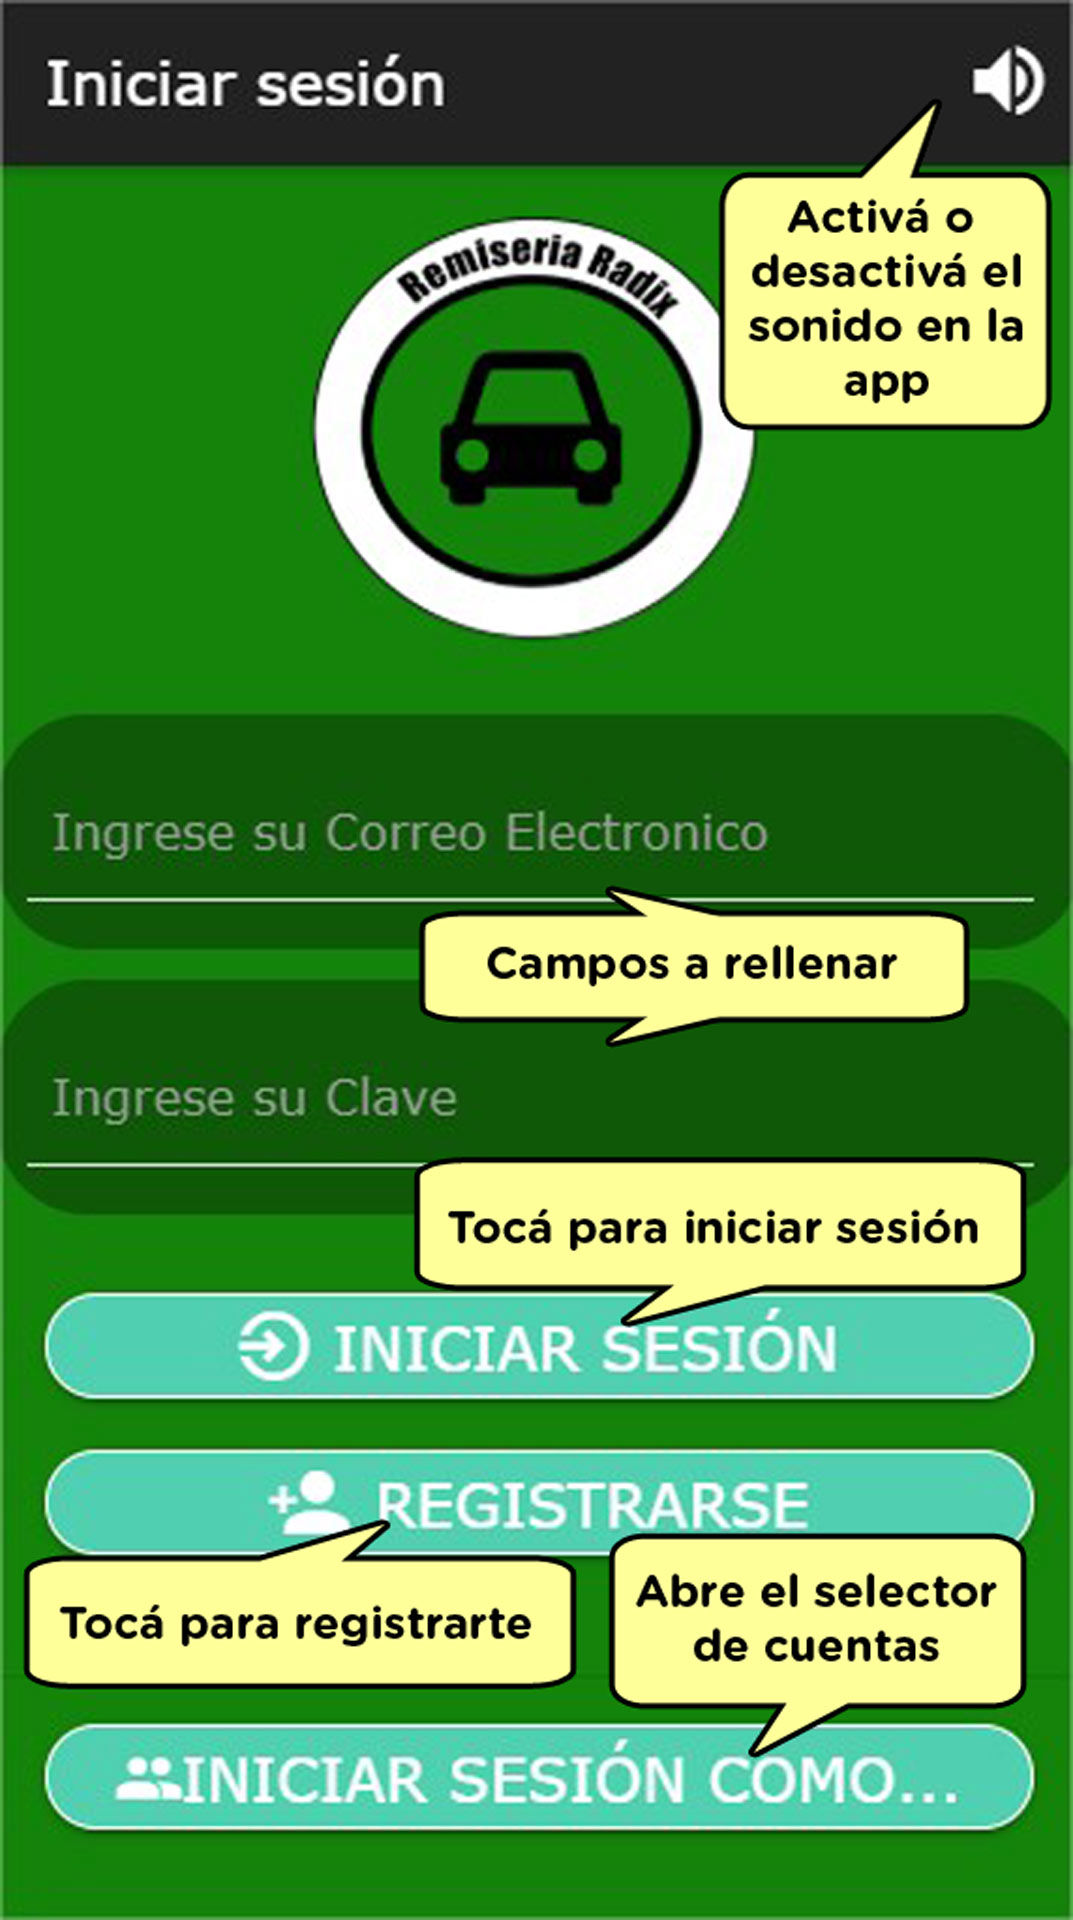 Iniciar sesión
Activá o
desactivá el
sonido en la
app
Remiseria Radix
Ingrese su Correo Electronico
Campos a rellenar
Ingrese su Clave
Tocá para iniciar sesión
INICIAR SESIÓN
REGISTRARSE
Tocá para registrarte
Abre el selector
de cuentas
INICIAR SESIÓN COMO...